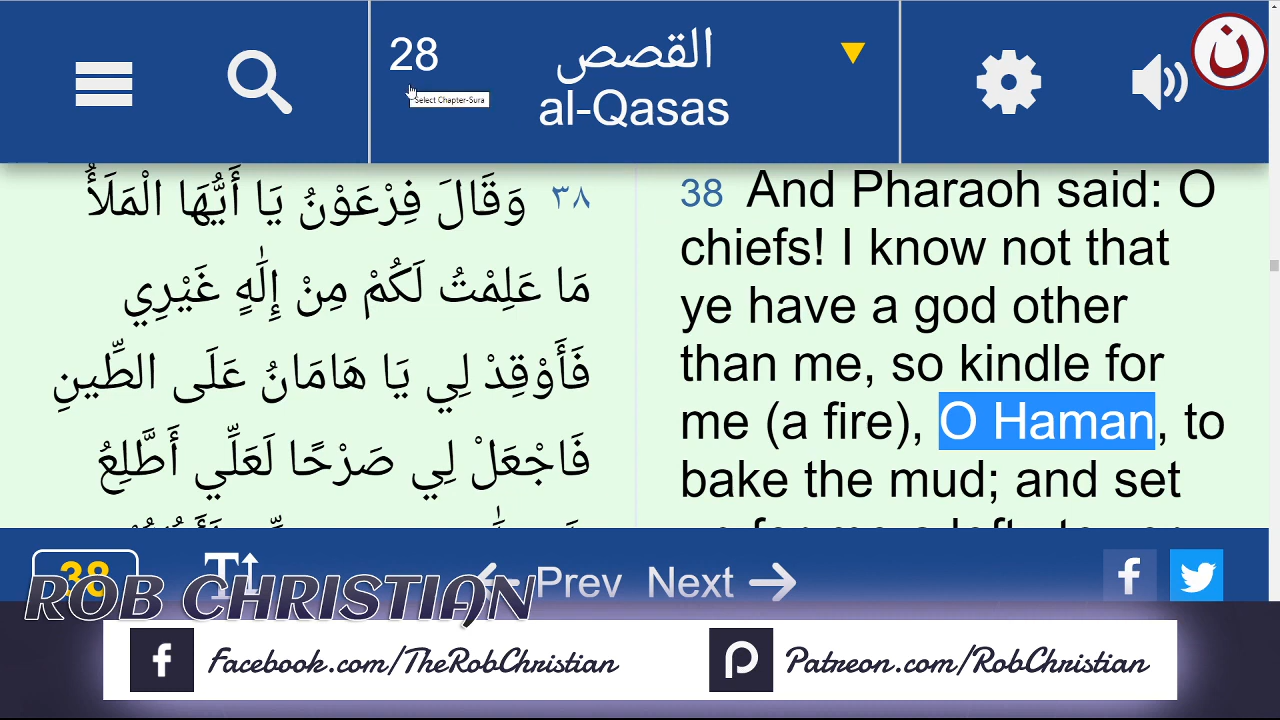 28
القصص
al-Qasas
ن
Select Chapter-Sura
٣٨ وَقَالَ فِرْعَوْنُ يَا أَيُّهَا الْمَلَأُ
مَا عَلِمْتُ لَكُمْ مِنْ إِلَٰهٍ غَيْرِي
فَأَوْقِدْ لِي يَا هَامَانُ عَلَى الطِّينِ
فَاجْعَلْ لِي صَرْحًا لَعَلِّي أَطَّلِعُ
38 And Pharaoh said: O
chiefs! I know not that
ye have a god other
than me, so kindle for
me (a fire), O Haman, to
bake the mud; and set
38
Prev Next
ROB CHRISTIAN
Facebook.com/TheRobChristian
Patreon.com/RobChristian